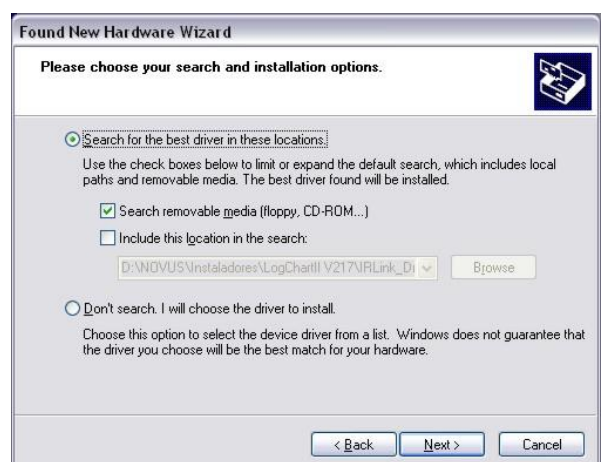 Found New Hardware Wizard
Please choose your search and installation options.
Search for the best driver in these locations.
Use the check boxes below to limit or expand the default search, which includes local
paths and removable media. The best driver found will be installed.
Search removable media (floppy, CD-ROM...)
Include this location in the search:
D:\NOVUS\Instaladores\LogChartII V217\IRLink_Di
Browse
Don't search. I will choose the driver to install.
Choose this option to select the device driver from a list. Windows does not guarantee that
the driver you choose will be the best match for your hardware.
< Back Next > Cancel